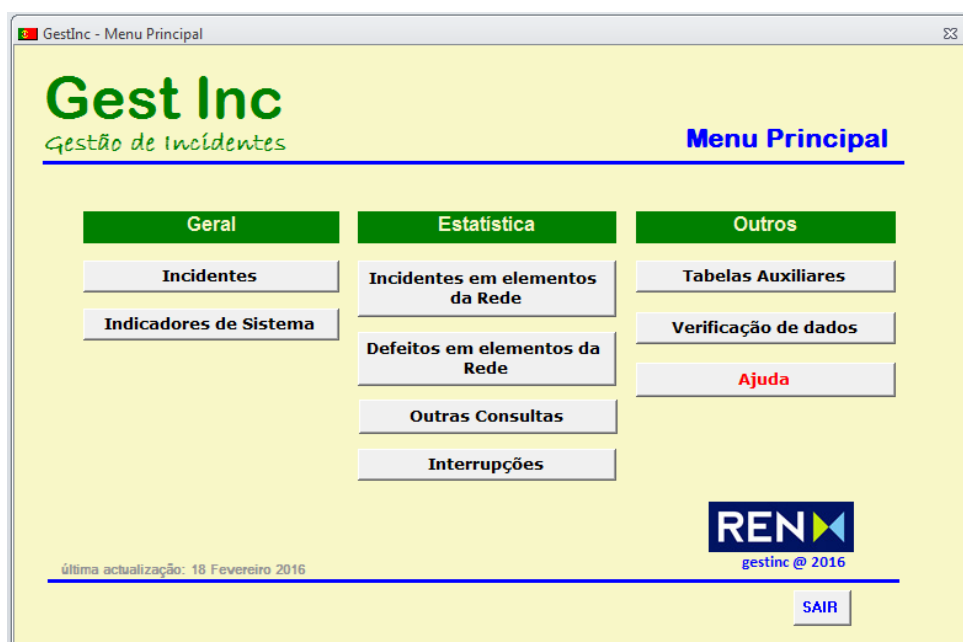 GestInc - Menu Principal
Gest Inc
Gestão de Incidentes
Menu Principal
Geral
Incidentes
Indicadores de Sistema
Estatística
Incidentes em elementos
da Rede
Defeitos em elementos da
Rede
Outras Consultas
Interrupções
Outros
Tabelas Auxiliares
Verificação de dados
Ajuda
REN
gestinc @ 2016
última actualização: 18 Fevereiro 2016
SAIR